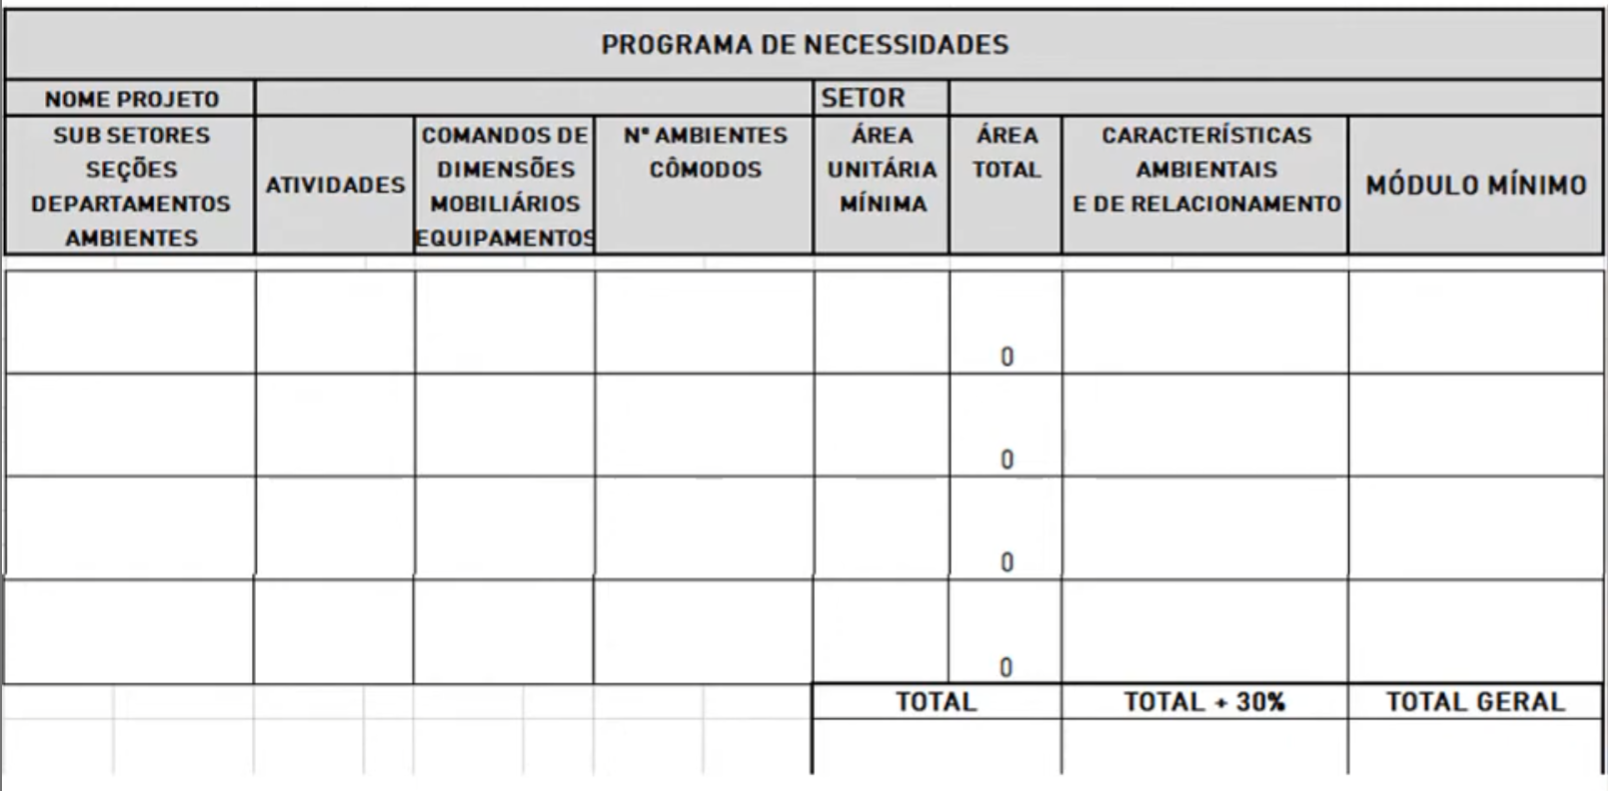 PROGRAMA DE NECESSIDADES
NOME PROJETO
SETOR
SUB SETORES
SEÇÕES
DEPARTAMENTOS
AMBIENTES
ATIVIDADES
COMANDOS DE
DIMENSÕES
MOBILIÁRIOS
EQUIPAMENTOS
Nº AMBIENTES
CÔMODOS
ÁREA
UNITÁRIA
MÍNIMA
ÁREA
TOTAL
CARACTERÍSTICAS
AMBIENTAIS
E DE RELACIONAMENTO
MÓDULO MÍNIMO
0
0
0
0
TOTAL
TOTAL + 30%
TOTAL GERAL